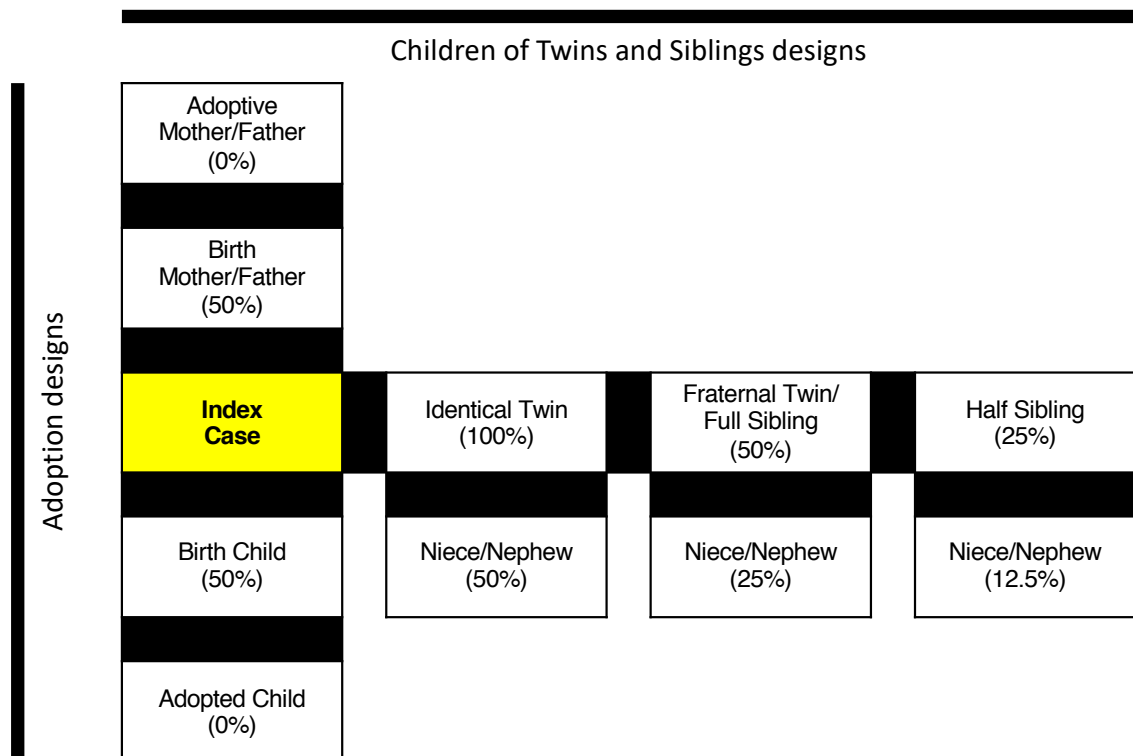 Children of Twins and Siblings designs
Adoption designs
Adoptive
Mother/Father
(0%)
Birth
Mother/Father
(50%)
Index
Case
Identical Twin
(100%)
Fraternal Twin/
Full Sibling
(50%)
Half Sibling
(25%)
Birth Child
(50%)
Niece/Nephew
(50%)
Niece/Nephew
(25%)
Niece/Nephew
(12.5%)
Adopted Child
(0%)